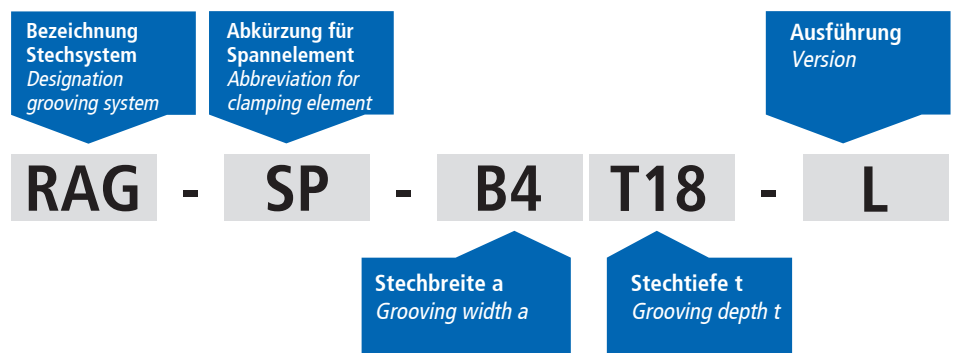 Bezeichnung
Stechsystem
Designation
grooving system
Abkürzung für
Spannelement
Abbreviation for
clamping element
Ausführung
Version
RAG - SP - B4 T18 - L
Stechbreite a
Grooving width a
Stechtiefe t
Grooving depth t